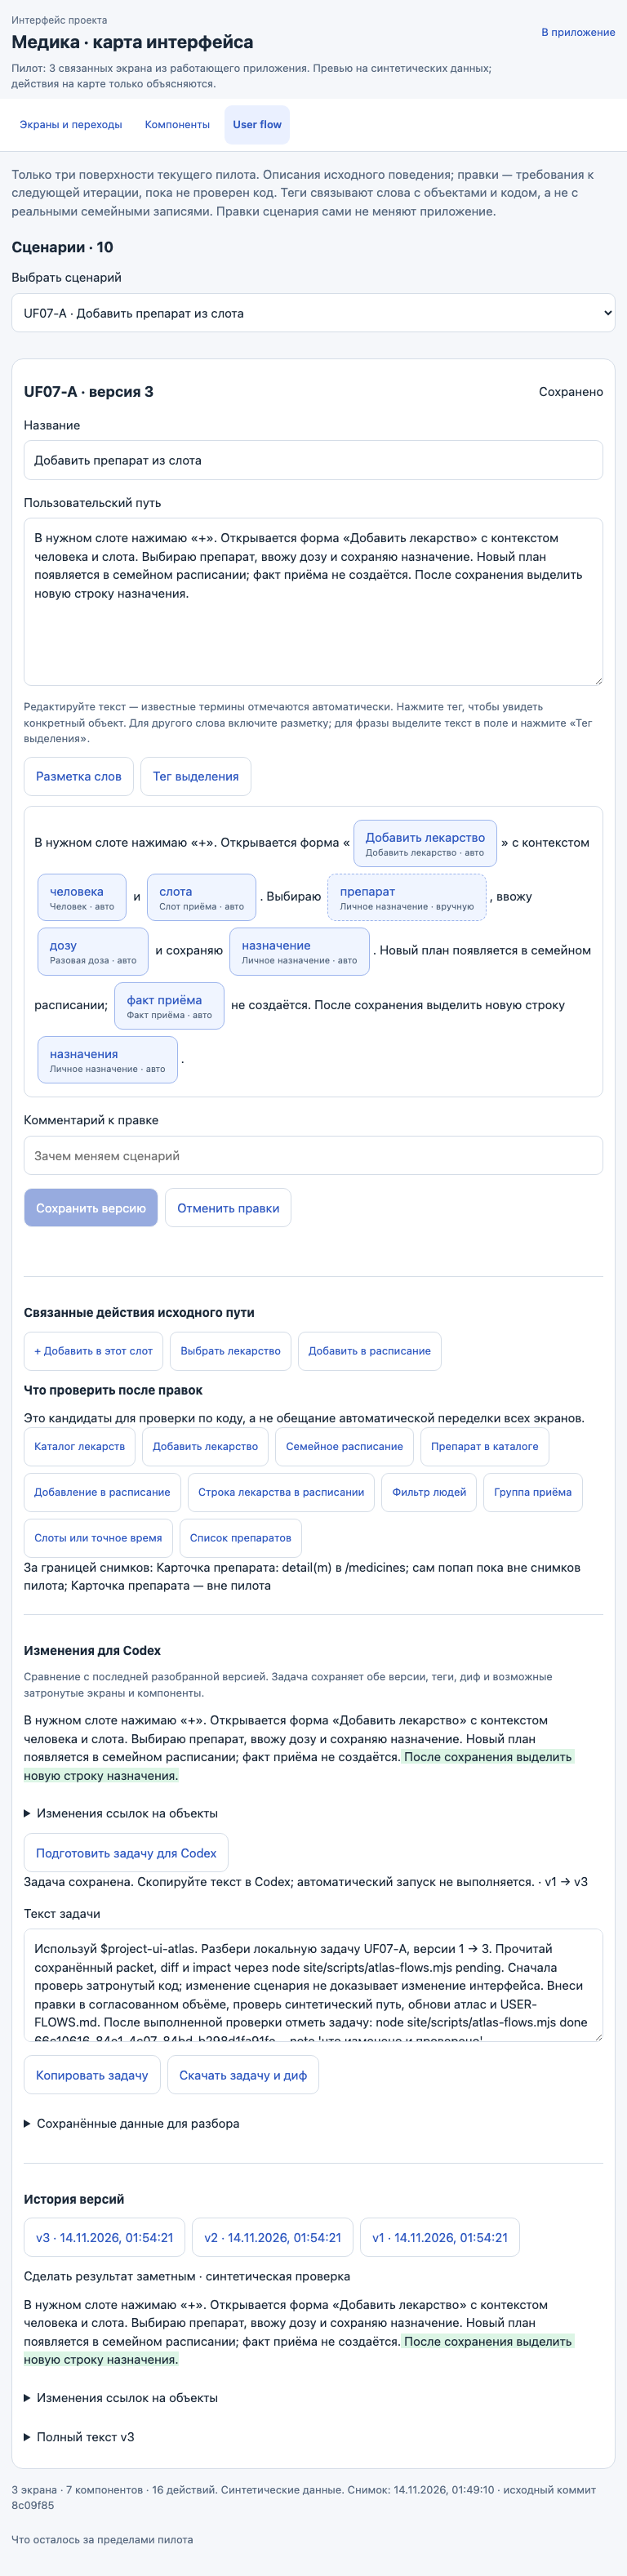 Интерфейс проекта
Медика · карта интерфейса
В приложение
Пилот: 3 связанных экрана из работающего приложения. Превью на синтетических данных;
действия на карте только объясняются.
Экраны и переходы
Компоненты
User flow
Только три поверхности текущего пилота. Описания исходного поведения; правки — требования к
следующей итерации, пока не проверен код. Теги связывают слова с объектами и кодом, а не с
реальными семейными записями. Правки сценария сами не меняют приложение.
Сценарии · 10
Выбрать сценарий
UF07-A · Добавить препарат из слота
UF07-A · версия 3
Сохранено
Название
Добавить препарат из слота
Пользовательский путь
В нужном слоте нажимаю «+». Открывается форма «Добавить лекарство» с контекстом
человека и слота. Выбираю препарат, ввожу дозу и сохраняю назначение. Новый план
появляется в семейном расписании; факт приёма не создаётся. После сохранения выделить
новую строку назначения.
Редактируйте текст — известные термины отмечаются автоматически. Нажмите тег, чтобы увидеть
конкретный объект. Для другого слова включите разметку; для фразы выделите текст в поле и нажмите «Тег
выделения».
Разметка слов
Тег выделения
В нужном слоте нажимаю «+». Открывается форма « Добавить лекарство » с контекстом
Добавить лекарство · авто
человека и слота . Выбираю препарат , ввожу
Человек · авто Слот приёма · авто Личное назначение · вручную
дозу и сохраняю назначение . Новый план появляется в семейном
Разовая доза · авто Личное назначение · авто
расписании; факт приёма не создаётся. После сохранения выделить новую строку
Факт приёма · авто
назначения .
Личное назначение · авто
Комментарий к правке
Зачем меняем сценарий
Сохранить версию
Отменить правки
Связанные действия исходного пути
+ Добавить в этот слот
Выбрать лекарство
Добавить в расписание
Что проверить после правок
Это кандидаты для проверки по коду, а не обещание автоматической переделки всех экранов.
Каталог лекарств
Добавить лекарство
Семейное расписание
Препарат в каталоге
Добавление в расписание
Строка лекарства в расписании
Фильтр людей
Группа приёма
Слоты или точное время
Список препаратов
За границей снимков: Карточка препарата: detail(m) в /medicines; сам попап пока вне снимков
пилота; Карточка препарата — вне пилота
Изменения для Codex
Сравнение с последней разобранной версией. Задача сохраняет обе версии, теги, диф и возможные
затронутые экраны и компоненты.
В нужном слоте нажимаю «+». Открывается форма «Добавить лекарство» с контекстом
человека и слота. Выбираю препарат, ввожу дозу и сохраняю назначение. Новый план
появляется в семейном расписании; факт приёма не создаётся. После сохранения выделить
новую строку назначения.
▶ Изменения ссылок на объекты
Подготовить задачу для Codex
Задача сохранена. Скопируйте текст в Codex; автоматический запуск не выполняется. · v1 → v3
Текст задачи
Используй $project-ui-atlas. Разбери локальную задачу UF07-A, версии 1 → 3. Прочитай
сохранённый packet, diff и impact через node site/scripts/atlas-flows.mjs pending. Сначала
проверь затронутый код; изменение сценария не доказывает изменение интерфейса. Внеси
правки в согласованном объёме, проверь синтетический путь, обнови атлас и USER-
FLOWS.md. После выполненной проверки отметь задачу: node site/scripts/atlas-flows.mjs done
Копировать задачу
Скачать задачу и диф
▶ Сохранённые данные для разбора
История версий
v3 · 14.11.2026, 01:54:21
v2 · 14.11.2026, 01:54:21
v1 · 14.11.2026, 01:54:21
Сделать результат заметным · синтетическая проверка
В нужном слоте нажимаю «+». Открывается форма «Добавить лекарство» с контекстом
человека и слота. Выбираю препарат, ввожу дозу и сохраняю назначение. Новый план
появляется в семейном расписании; факт приёма не создаётся. После сохранения выделить
новую строку назначения.
▶ Изменения ссылок на объекты
▶ Полный текст v3
3 экрана · 7 компонентов · 16 действий. Синтетические данные. Снимок: 14.11.2026, 01:49:10 · исходный коммит
8c09f85
Что осталось за пределами пилота